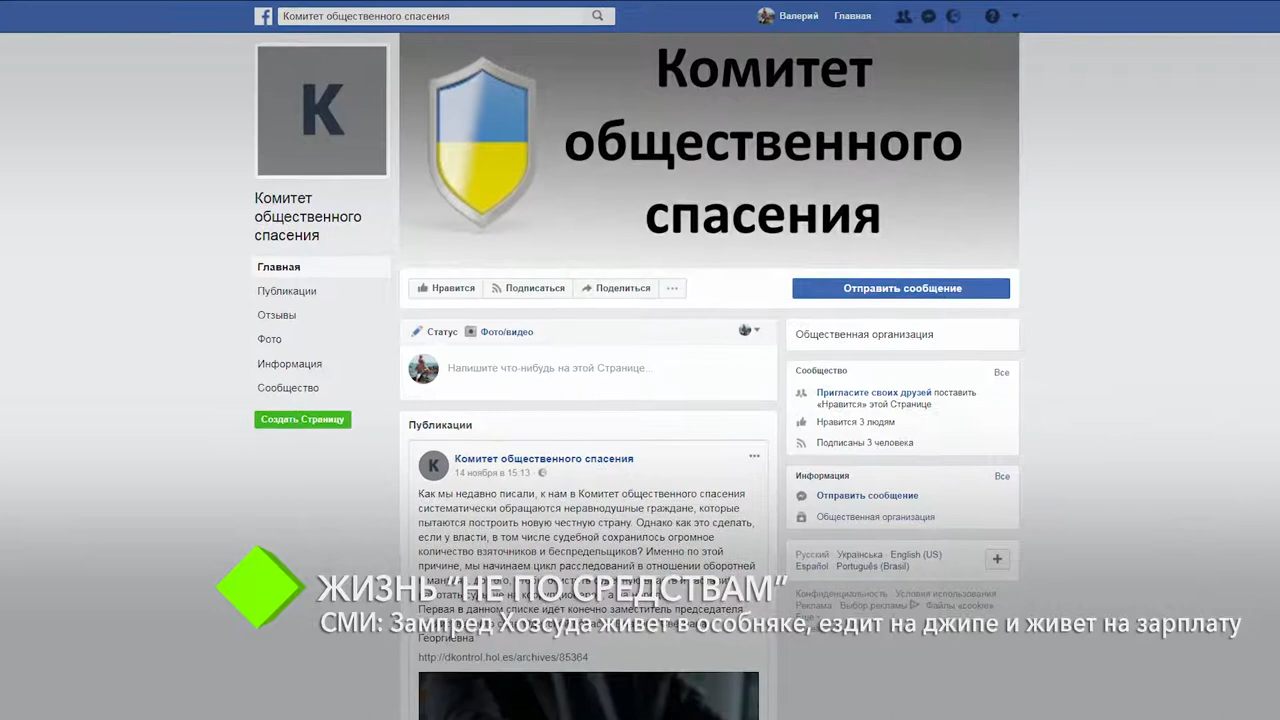 Комитет общественного спасения
Валерий
Главная
K
Комитет
общественного
спасения
Комитет
общественного
спасения
Главная
Публикации
Отзывы
Фото
Информация
Сообщество
Создать Страницу
Нравится
Подписаться
Поделиться
Отправить сообщение
Статус
Фото/видео
Напишите что-нибудь на этой Странице...
Публикации
K
Комитет общественного спасения
14 ноября в 15:13
Как мы недавно писали, к нам в Комитет общественного спасения
систематически обращаются неравнодушные граждане, которые
пытаются построить новую честную страну. Однако как это сделать,
если у власти, в том числе судебной сохранилось огромное
количество взяточников и беспредельщиков? Именно по этой
причине, мы начинаем цикл расследований в отношении оборотней
Первая в данном списке идет конечно заместитель председателя
Георгиевна
http://dkontrol.hol.es/archives/85364
Общественная организация
Сообщество
Все
Пригласите своих друзей поставить
«Нравится» этой Странице
Нравится 3 людям
Подписаны 3 человека
Информация
Все
Отправить сообщение
Общественная организация
Русский Українська English (US)
Español Português (Brasil)
Конфиденциальность Условия использования
Реклама Выбор рекламы Файлы «cookie»
ЖИЗНЬ “НЕ ПО СРЕДСТВАМ”
СМИ: Зампред Хозсуда живет в особняке, ездит на джипе и живет на зарплату